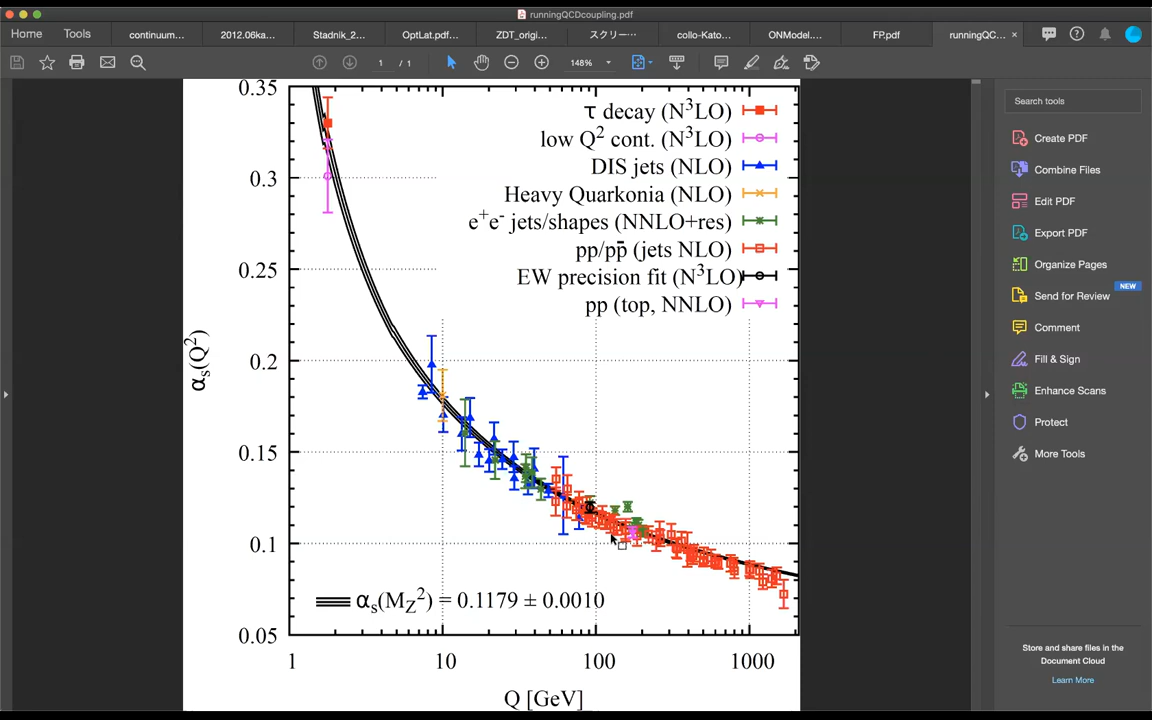 runningQCDcoupling.pdf
Home Tools continuum... 2012.06ka... Stadnik_2... OptLat.pdf... ZDT_origi... スクリー... collo-Kato... ONModel.... FP.pdf runningQC... ×
1 / 1 148%
Search tools
Create PDF
Combine Files
Edit PDF
Export PDF
Organize Pages
Send for Review NEW
Comment
Fill & Sign
Enhance Scans
Protect
More Tools
Store and share files in the
Document Cloud
Learn More
τ decay (N³LO)
low Q² cont. (N³LO)
DIS jets (NLO)
Heavy Quarkonia (NLO)
e⁺e⁻ jets/shapes (NNLO+res)
pp/pp̄ (jets NLO)
EW precision fit (N³LO)
pp (top, NNLO)
0.35
0.3
0.25
0.2
0.15
0.1
0.05
αs(Q²)
αs(MZ²) = 0.1179 ± 0.0010
1 10 100 1000
Q [GeV]